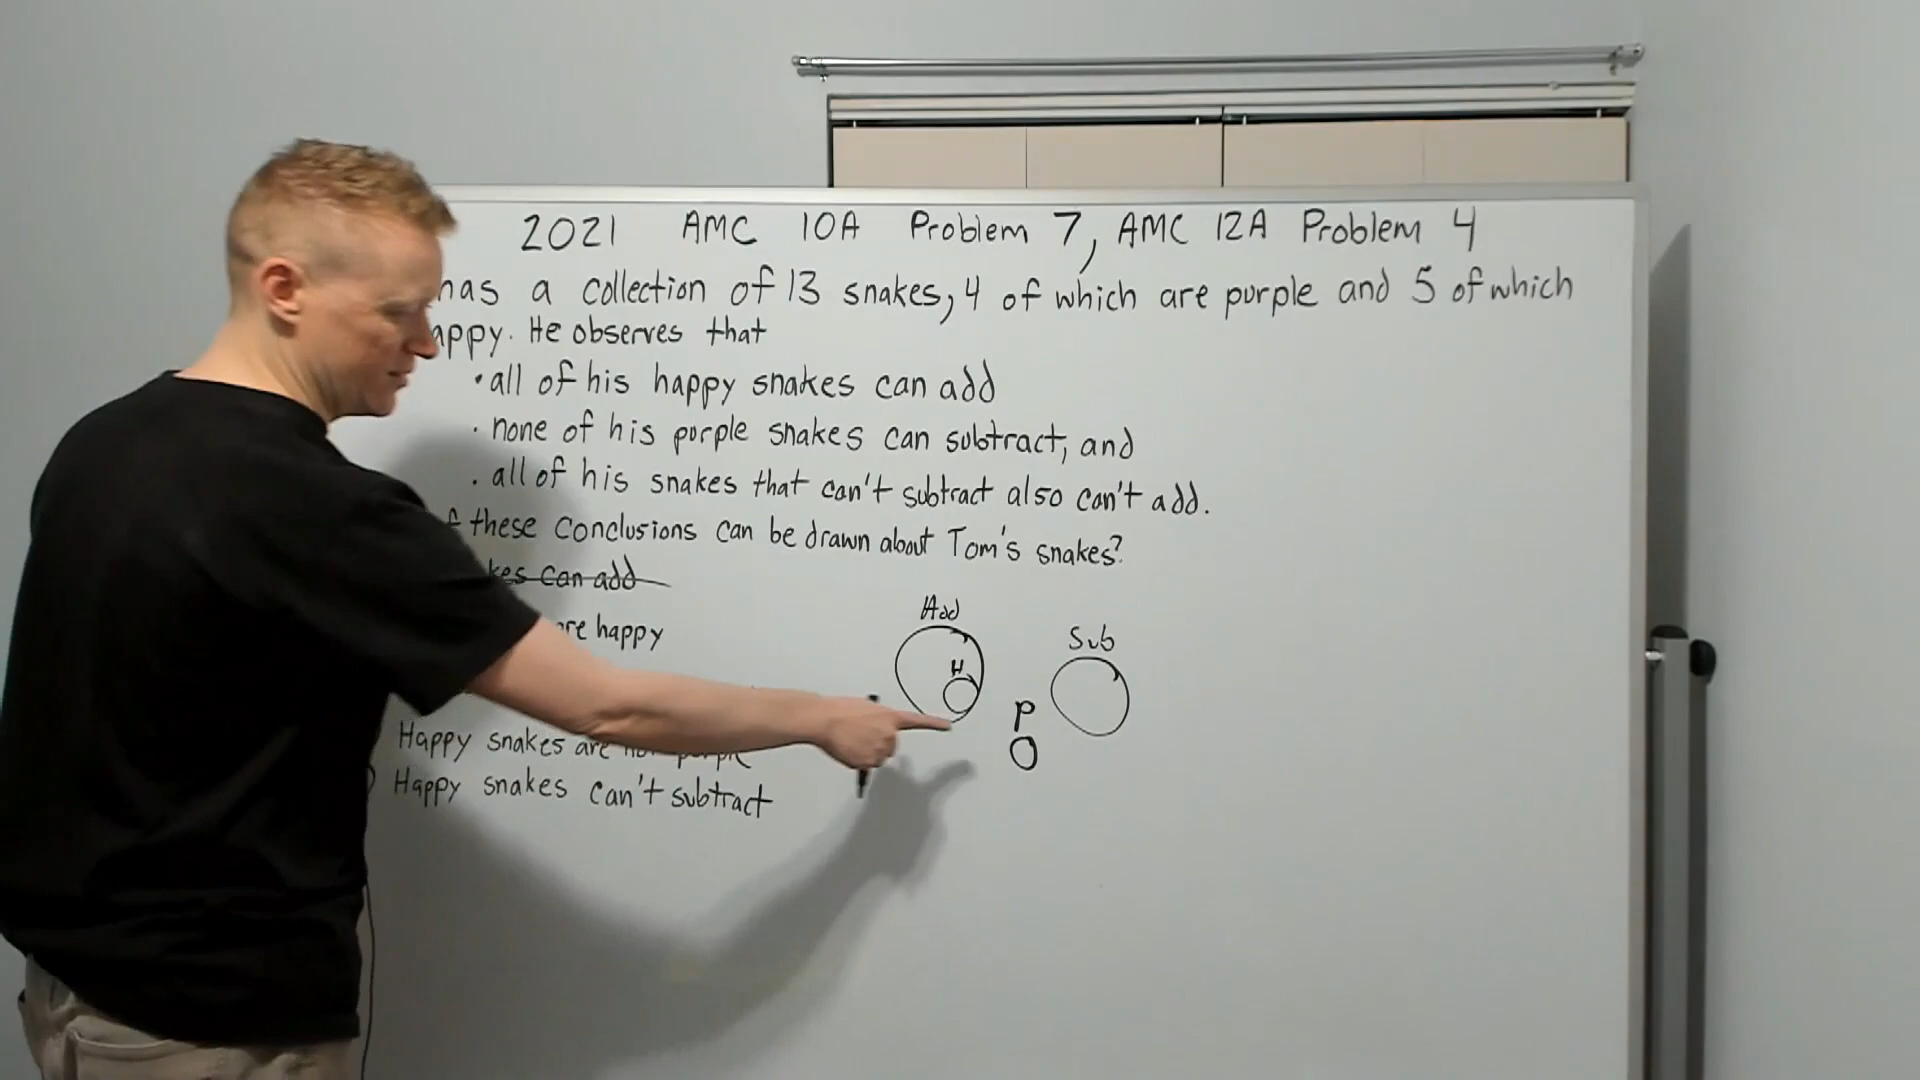 2021 AMC 10A Problem 7, AMC 12A Problem 4
has a collection of 13 snakes, 4 of which are purple and 5 of which
appy. He observes that
• all of his happy snakes can add
• none of his purple snakes can subtract, and
• all of his snakes that can't subtract also can't add.
f these conclusions can be drawn about Tom's snakes?
kes can add
re happy
Happy snakes are not purple
Happy snakes can't subtract
Add
H
Sub
P